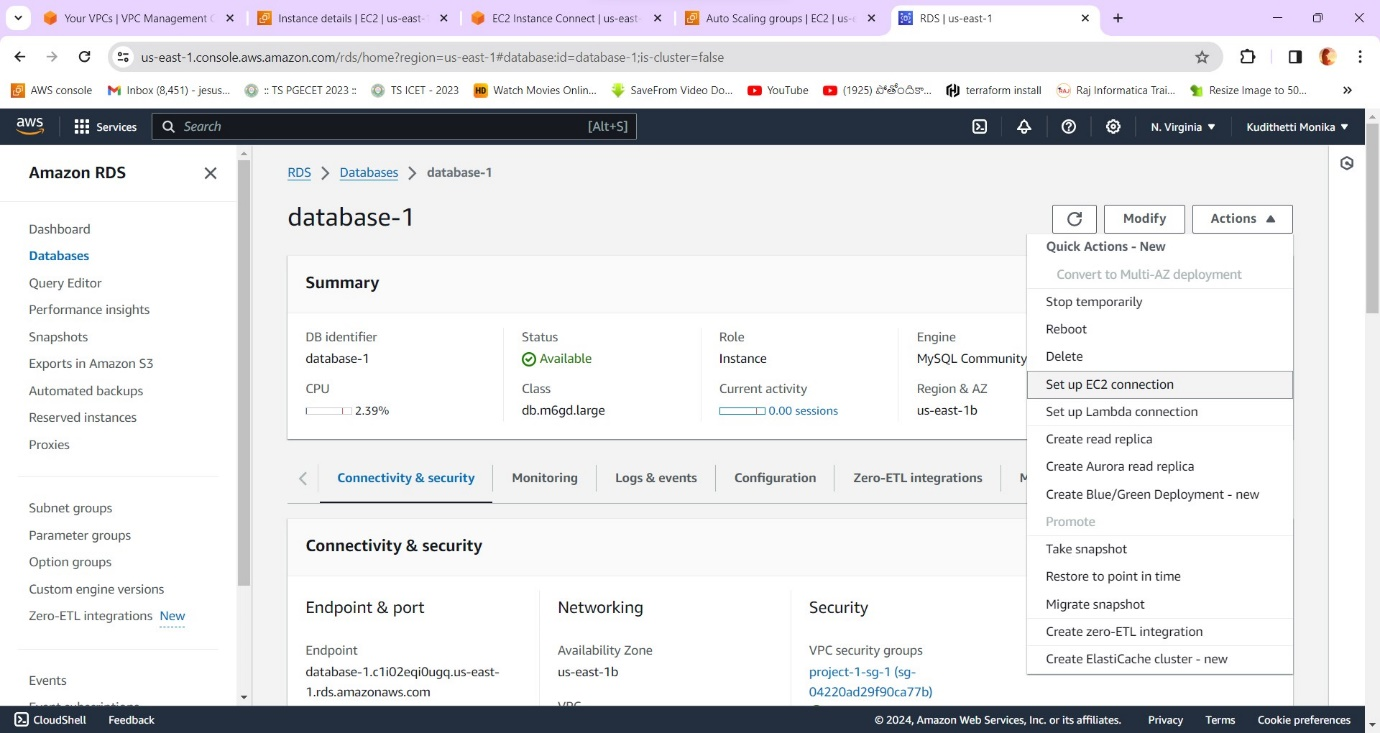 Your VPCs | VPC Management C
Instance details | EC2 | us-east-
EC2 Instance Connect | us-east-
Auto Scaling groups | EC2 | us-e
RDS | us-east-1
us-east-1.console.aws.amazon.com/rds/home?region=us-east-1#database:id=database-1;is-cluster=false
AWS console
Inbox (8,451) - jesus...
:: TS PGECET 2023 ::
TS ICET - 2023
HD Watch Movies Onlin...
SaveFrom Video Do...
YouTube
(1925)
terraform install
Raj Informatica Trai...
Resize Image to 50...
»
aws
Services
Search [Alt+S]
N. Virginia
Kudithetti Monika
Amazon RDS
Dashboard
Databases
Query Editor
Performance insights
Snapshots
Exports in Amazon S3
Automated backups
Reserved instances
Proxies
Subnet groups
Parameter groups
Option groups
Custom engine versions
Zero-ETL integrations New
Events
Event subscriptions
RDS > Databases > database-1
database-1
Modify
Actions
Quick Actions - New
Convert to Multi-AZ deployment
Stop temporarily
Reboot
Delete
Set up EC2 connection
Set up Lambda connection
Create read replica
Create Aurora read replica
Create Blue/Green Deployment - new
Promote
Take snapshot
Restore to point in time
Migrate snapshot
Create zero-ETL integration
Create ElastiCache cluster - new
Summary
DB identifier
database-1
Status
Available
Role
Instance
Engine
MySQL Community
CPU
2.39%
Class
db.m6gd.large
Current activity
0.00 sessions
Region & AZ
us-east-1b
Connectivity & security
Monitoring
Logs & events
Configuration
Zero-ETL integrations
M
Connectivity & security
Endpoint & port
Endpoint
database-1.c1i02eqi0ugq.us-east-
1.rds.amazonaws.com
Networking
Availability Zone
us-east-1b
VPC
Security
VPC security groups
project-1-sg-1 (sg-
04220ad29f90ca77b)
CloudShell
Feedback
© 2024, Amazon Web Services, Inc. or its affiliates.
Privacy
Terms
Cookie preferences